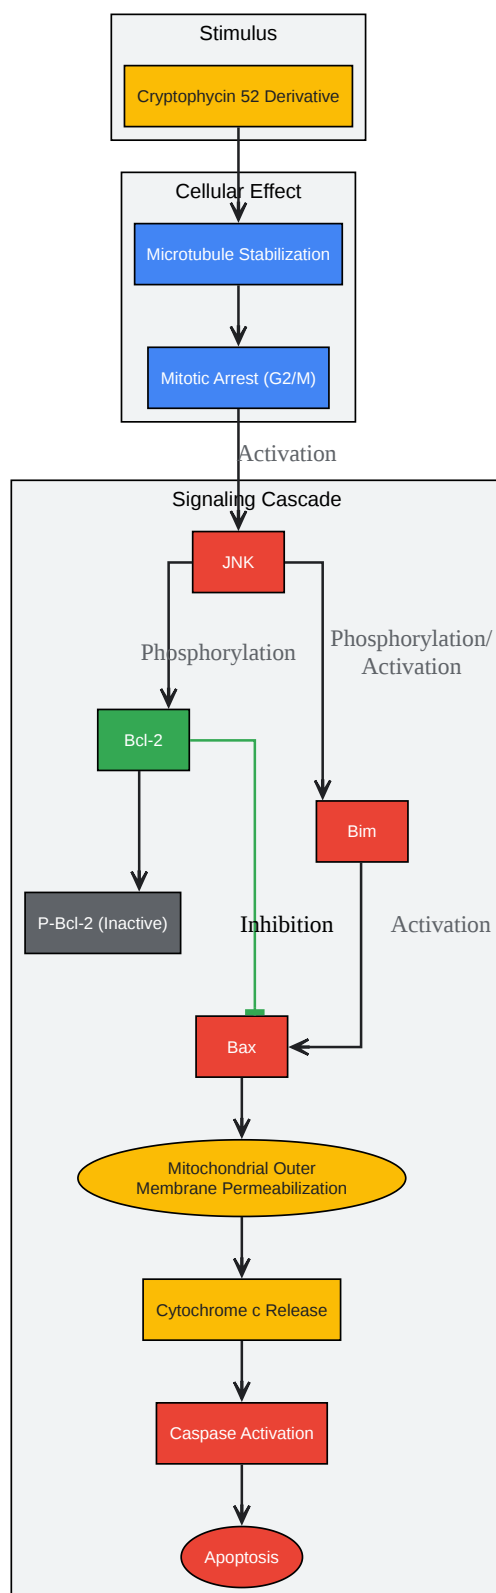 Stimulus
Cryptophycin 52 Derivative
Cellular Effect
Microtubule Stabilization
Mitotic Arrest (G2/M)
Activation
Signaling Cascade
JNK
Phosphorylation
Phosphorylation/
Activation
Bcl-2
Bim
P-Bcl-2 (Inactive)
Inhibition
Activation
Bax
Mitochondrial Outer
Membrane Permeabilization
Cytochrome c Release
Caspase Activation
Apoptosis